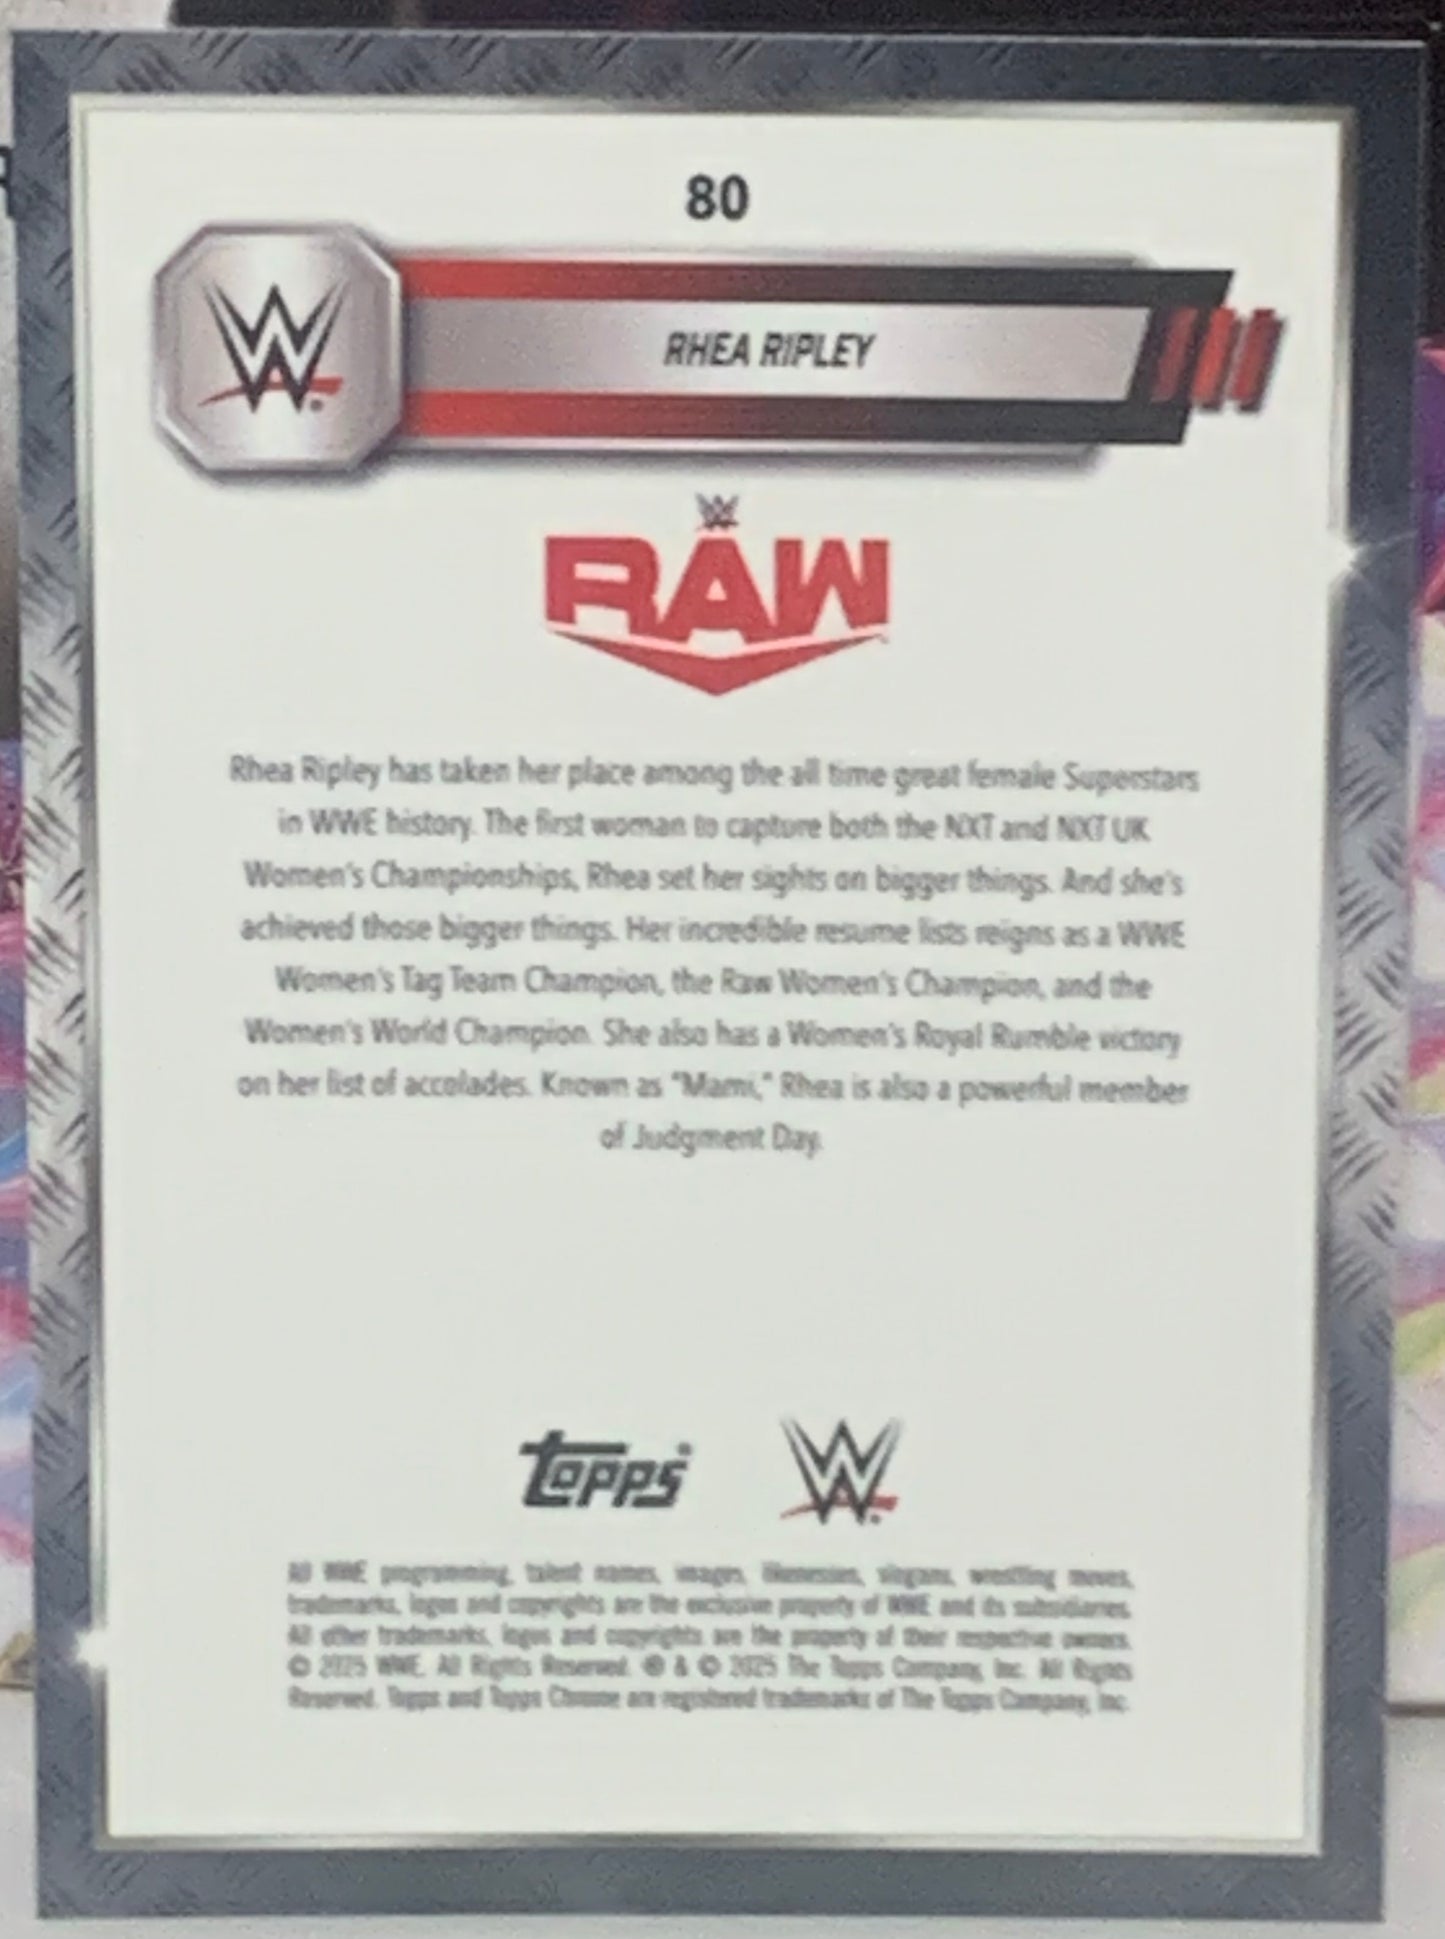 80
W
RHEA RIPLEY
W
RAW
Rhea Ripley has taken her place among the all time great female Superstars
in WWE history. The first woman to capture both the NXT and NXT UK
Women's Championships, Rhea set her sights on bigger things. And she's
achieved those bigger things. Her incredible resume lists reigns as a WWE
Women's Tag Team Champion, the Raw Women's Champion, and the
Women's World Champion. She also has a Women's Royal Rumble victory
on her list of accolades. Known as "Mami," Rhea is also a powerful member
of Judgment Day.
Topps W
All WWE programming, talent names, images, likenesses, slogans, wrestling moves,
trademarks, logos and copyrights are the exclusive property of WWE and its subsidiaries.
All other trademarks, logos and copyrights are the property of their respective owners.
© 2025 WWE. All Rights Reserved. ® & © 2025 The Topps Company, Inc. All Rights
Reserved. Topps and Topps Chrome are registered trademarks of The Topps Company, Inc.